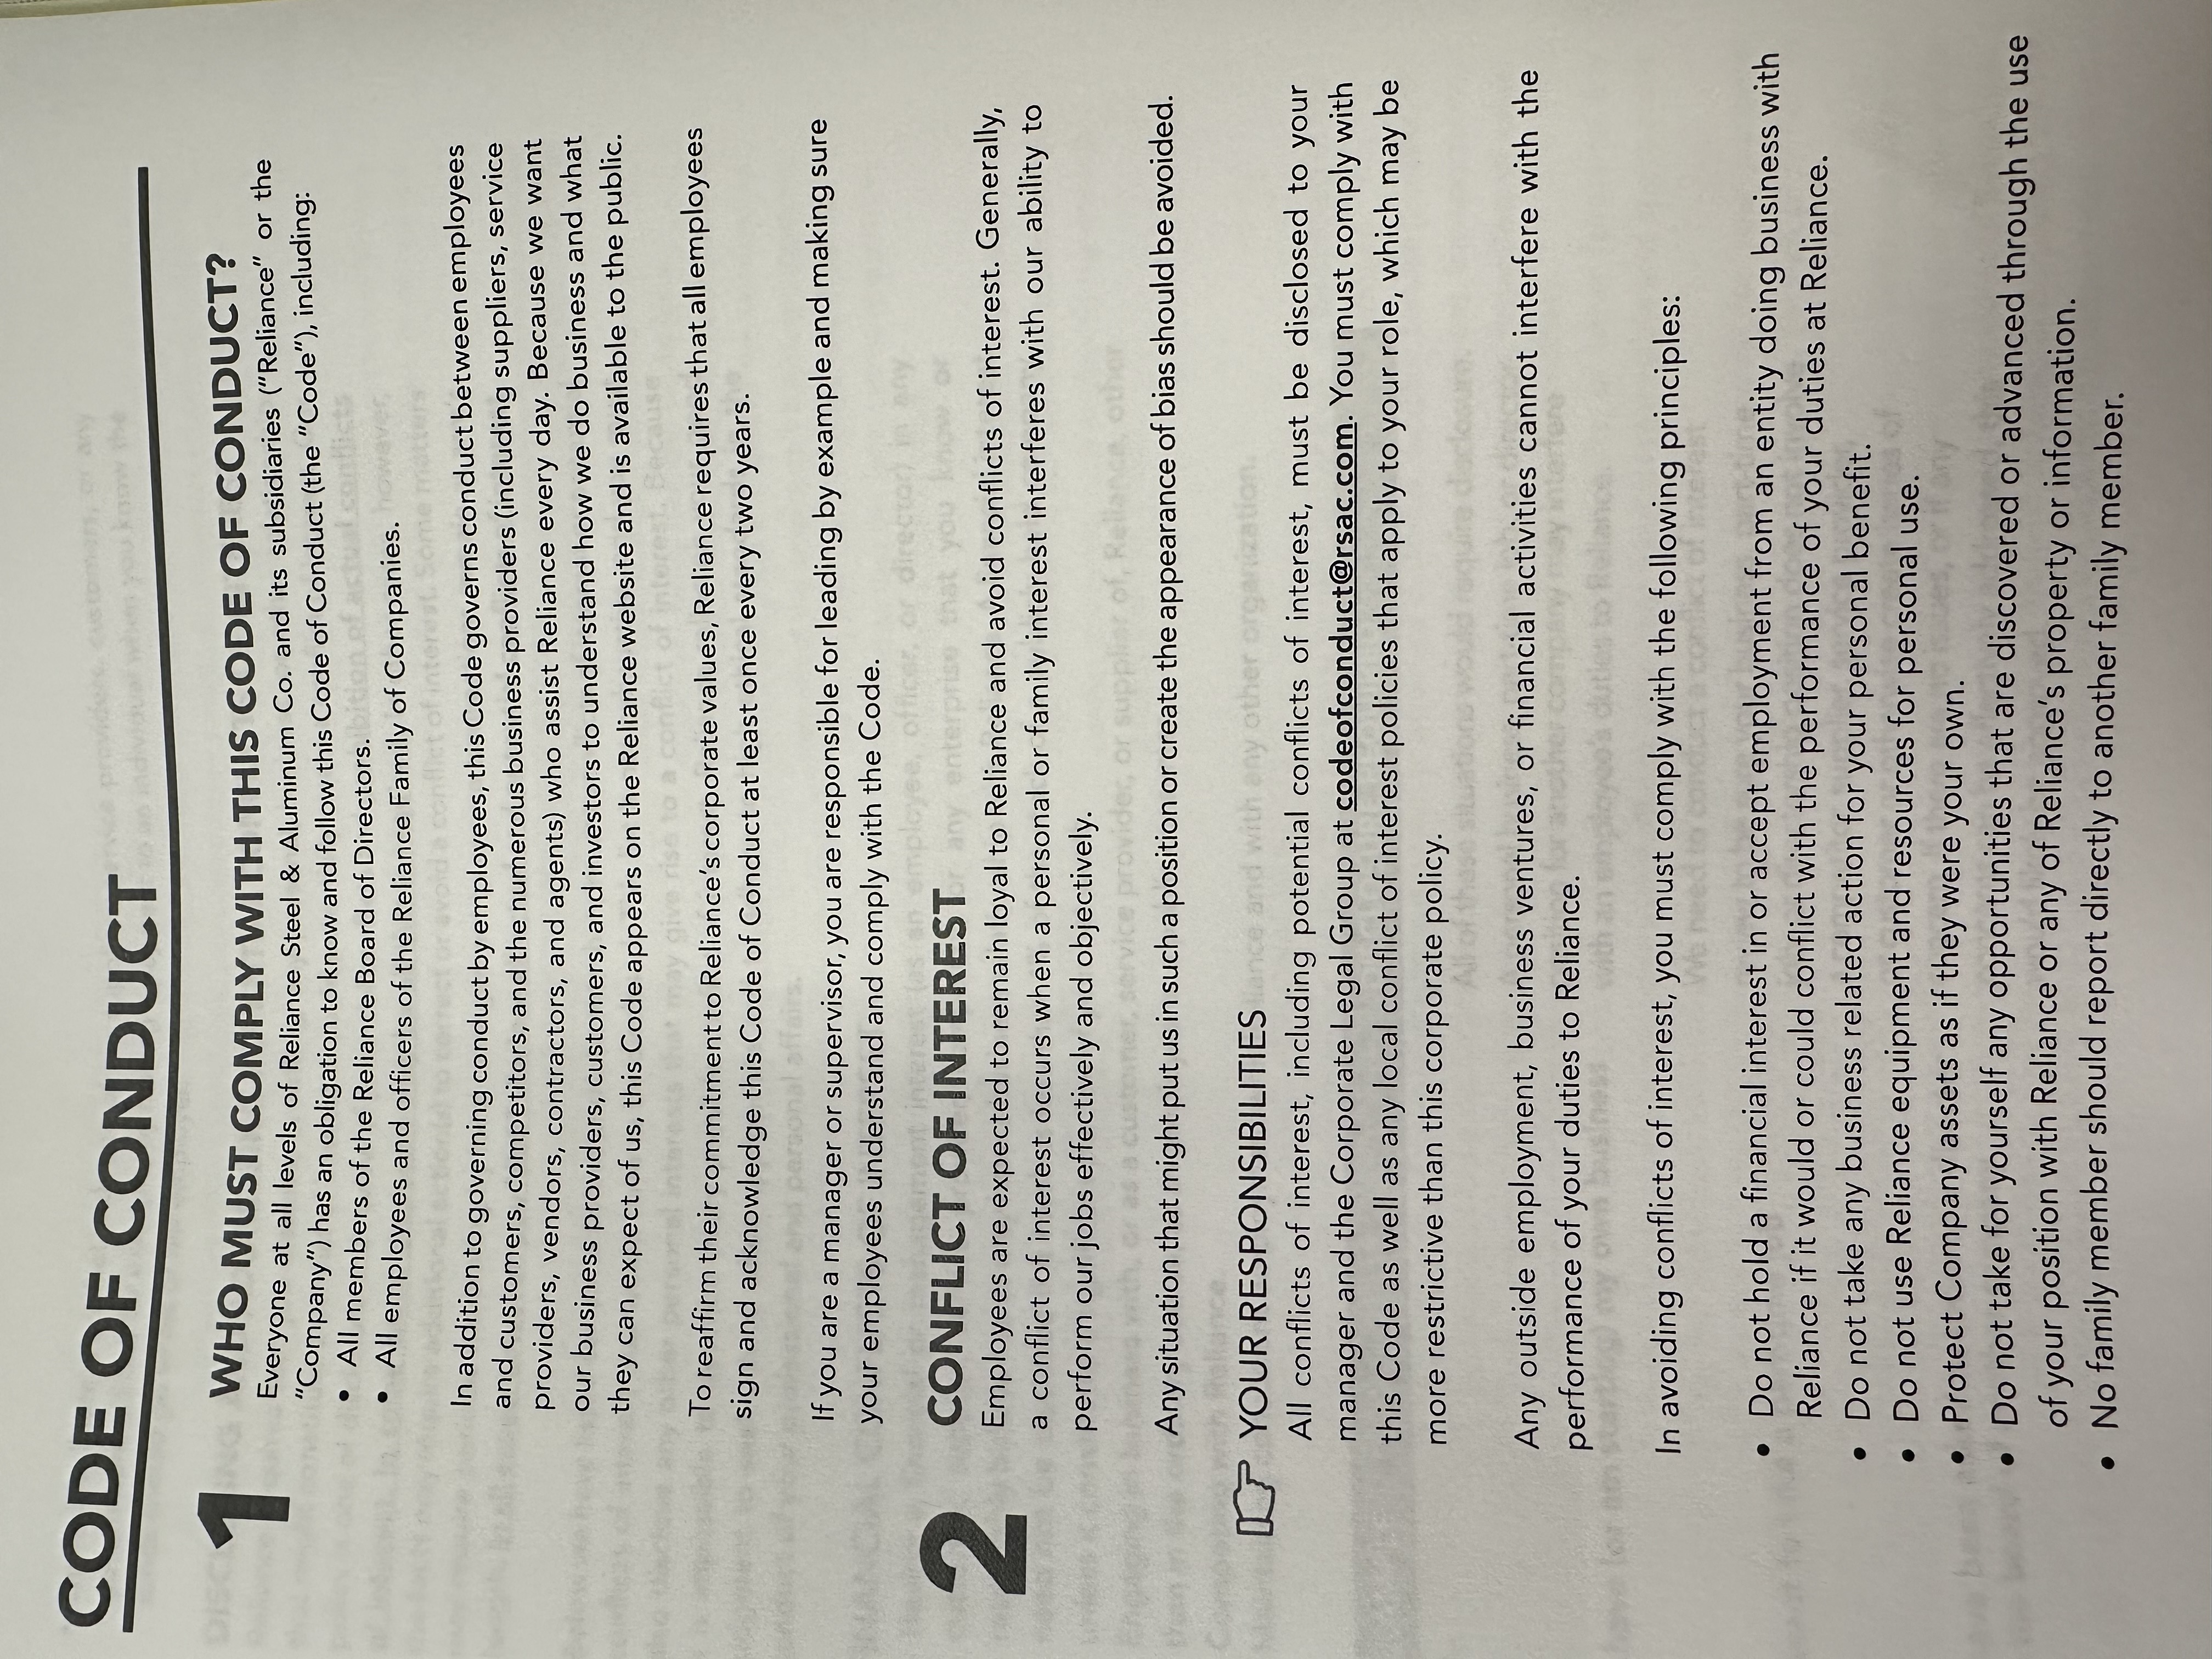 CODE OF CONDUCT
1
WHO MUST COMPLY WITH THIS CODE OF CONDUCT?
Everyone at all levels of Reliance Steel & Aluminum Co. and its subsidiaries (“Reliance” or the
“Company”) has an obligation to know and follow this Code of Conduct (the “Code”), including:
• All members of the Reliance Board of Directors.
• All employees and officers of the Reliance Family of Companies.
In addition to governing conduct by employees, this Code governs conduct between employees
and customers, competitors, and the numerous business providers (including suppliers, service
providers, vendors, contractors, and agents) who assist Reliance every day. Because we want
our business providers, customers, and investors to understand how we do business and what
they can expect of us, this Code appears on the Reliance website and is available to the public.
To reaffirm their commitment to Reliance’s corporate values, Reliance requires that all employees
sign and acknowledge this Code of Conduct at least once every two years.
If you are a manager or supervisor, you are responsible for leading by example and making sure
your employees understand and comply with the Code.
2
CONFLICT OF INTEREST
Employees are expected to remain loyal to Reliance and avoid conflicts of interest. Generally,
a conflict of interest occurs when a personal or family interest interferes with our ability to
perform our jobs effectively and objectively.
Any situation that might put us in such a position or create the appearance of bias should be avoided.
YOUR RESPONSIBILITIES
All conflicts of interest, including potential conflicts of interest, must be disclosed to your
manager and the Corporate Legal Group at codeofconduct@rsac.com. You must comply with
this Code as well as any local conflict of interest policies that apply to your role, which may be
more restrictive than this corporate policy.
Any outside employment, business ventures, or financial activities cannot interfere with the
performance of your duties to Reliance.
In avoiding conflicts of interest, you must comply with the following principles:
• Do not hold a financial interest in or accept employment from an entity doing business with
Reliance if it would or could conflict with the performance of your duties at Reliance.
• Do not take any business related action for your personal benefit.
• Do not use Reliance equipment and resources for personal use.
• Protect Company assets as if they were your own.
• Do not take for yourself any opportunities that are discovered or advanced through the use
of your position with Reliance or any of Reliance’s property or information.
• No family member should report directly to another family member.